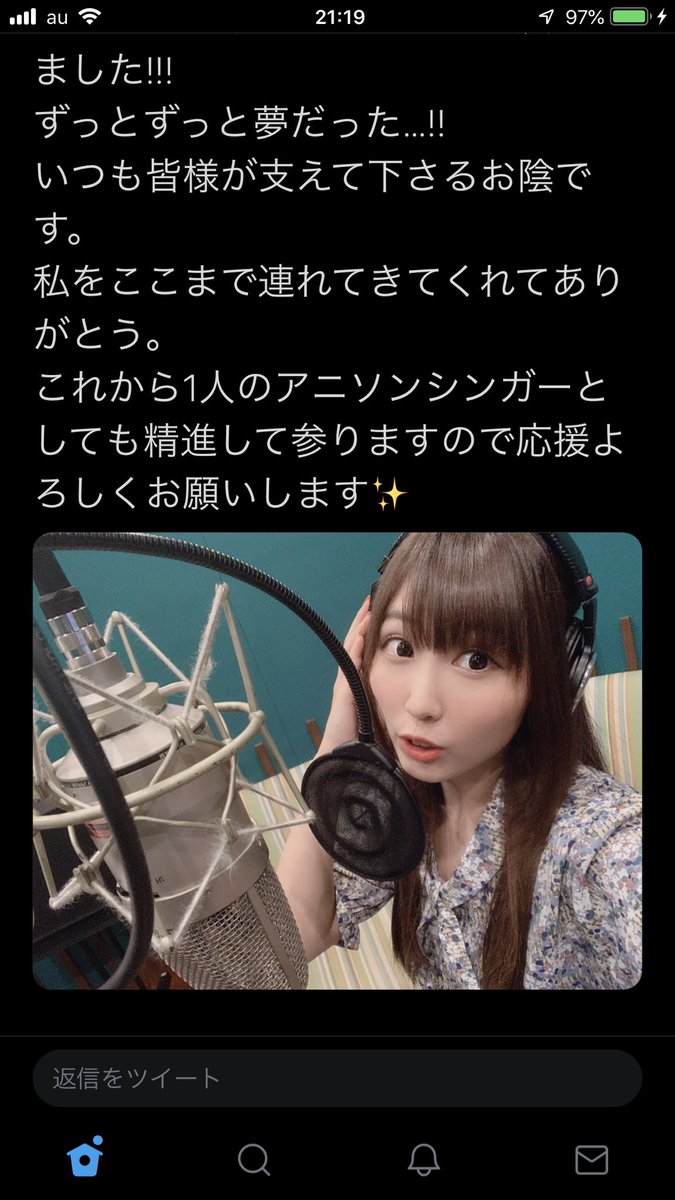 au 21:19 97%
ました!!!
ずっとずっと夢だった...!!
いつも皆様が支えて下さるお陰で
す。
私をここまで連れてきてくれてあり
がとう。
これから1人のアニソンシンガーと
しても精進して参りますので応援よ
ろしくお願いします✨
返信をツイート